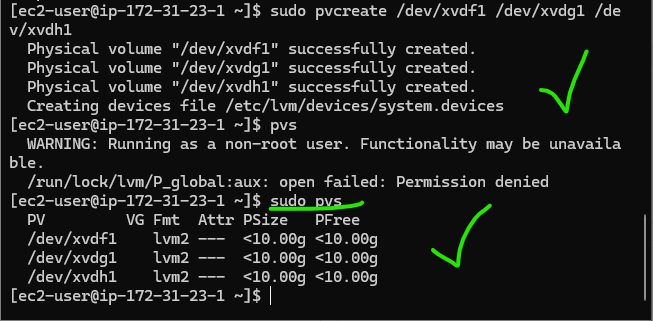 [ec2-user@ip-172-31-23-1 ~]$ sudo pvcreate /dev/xvdf1 /dev/xvdg1 /de
v/xvdh1
  Physical volume "/dev/xvdf1" successfully created.
  Physical volume "/dev/xvdg1" successfully created.
  Physical volume "/dev/xvdh1" successfully created.
  Creating devices file /etc/lvm/devices/system.devices
[ec2-user@ip-172-31-23-1 ~]$ pvs
  WARNING: Running as a non-root user. Functionality may be unavaila
ble.
  /run/lock/lvm/P_global:aux: open failed: Permission denied
[ec2-user@ip-172-31-23-1 ~]$ sudo pvs
  PV         VG Fmt  Attr PSize   PFree
  /dev/xvdf1    lvm2 ---  <10.00g <10.00g
  /dev/xvdg1    lvm2 ---  <10.00g <10.00g
  /dev/xvdh1    lvm2 ---  <10.00g <10.00g
[ec2-user@ip-172-31-23-1 ~]$